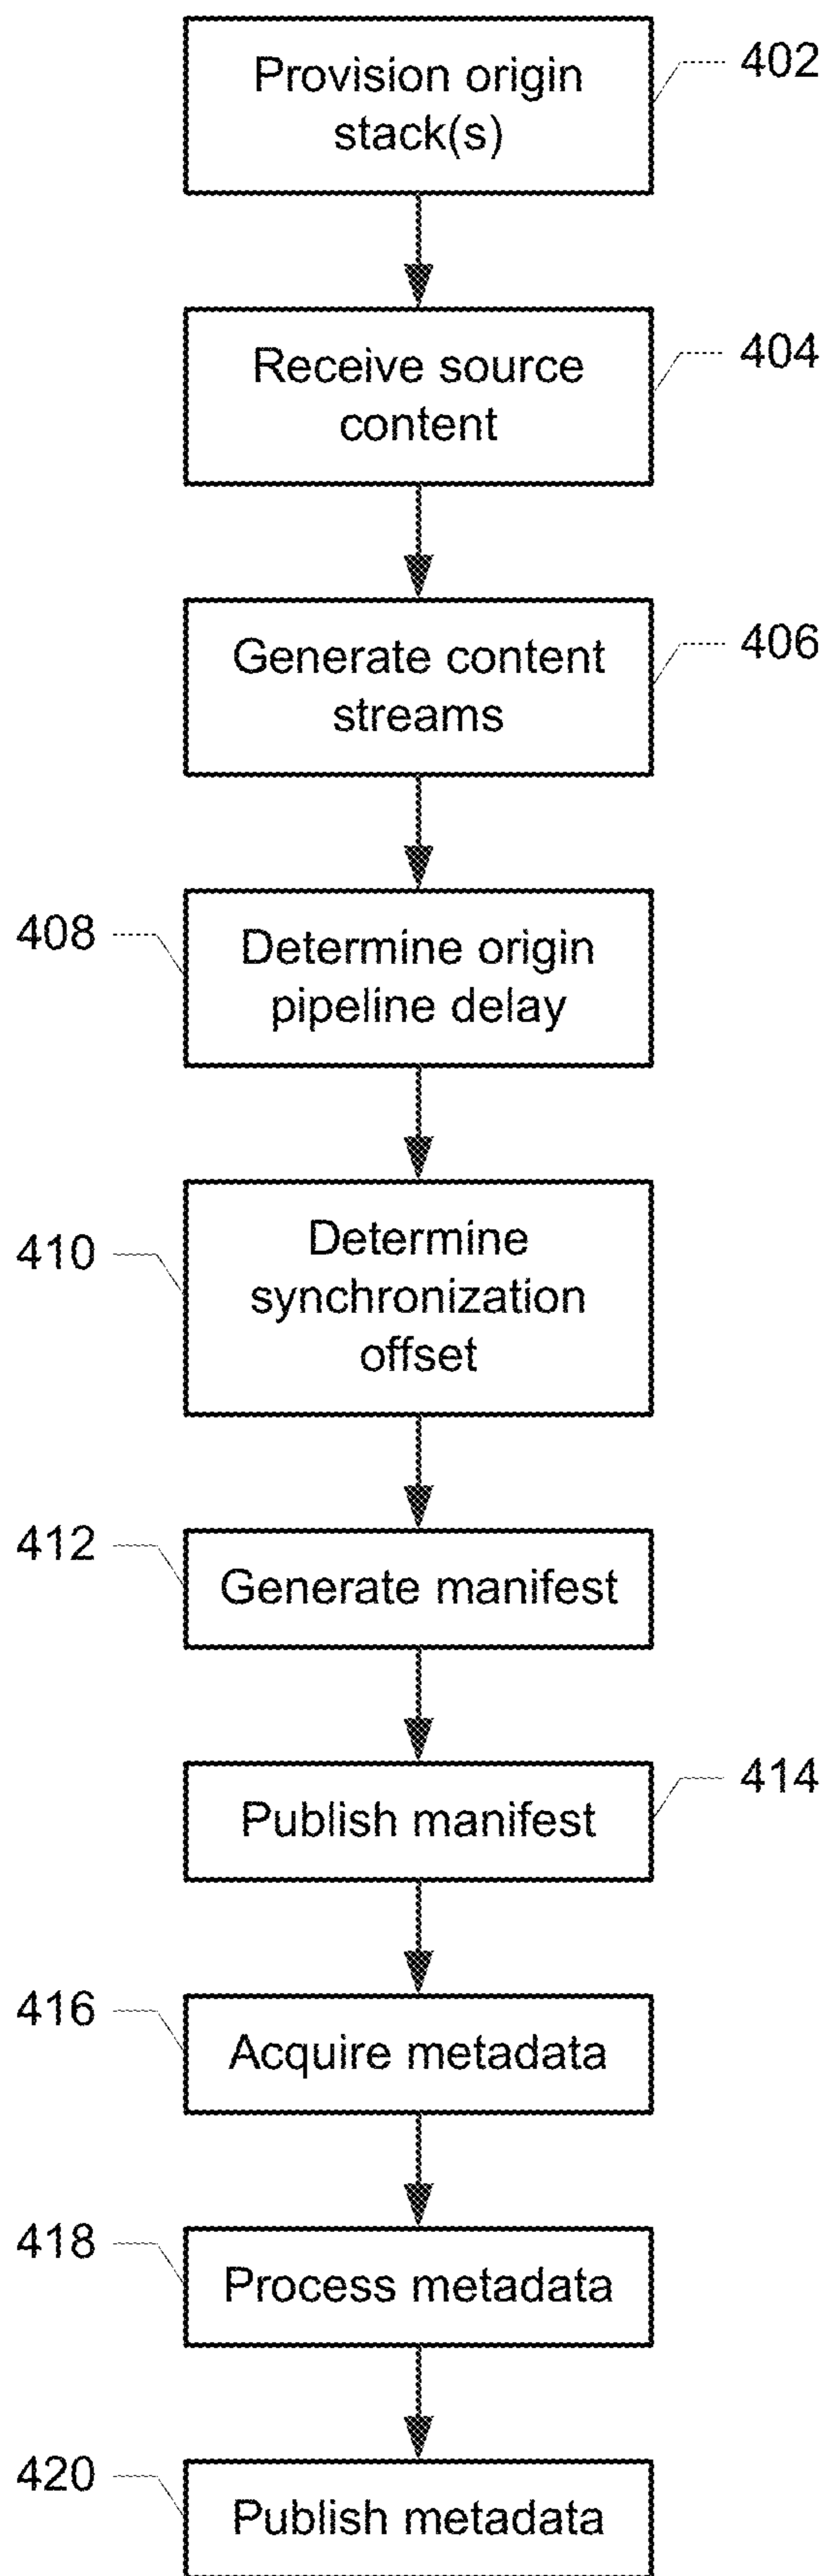 Provision origin
stack(s)
402
Receive source
content
404
Generate content
streams
406
408
Determine origin
pipeline delay
410
Determine
synchronization
offset
412
Generate manifest
Publish manifest
414
416
Acquire metadata
418
Process metadata
420
Publish metadata